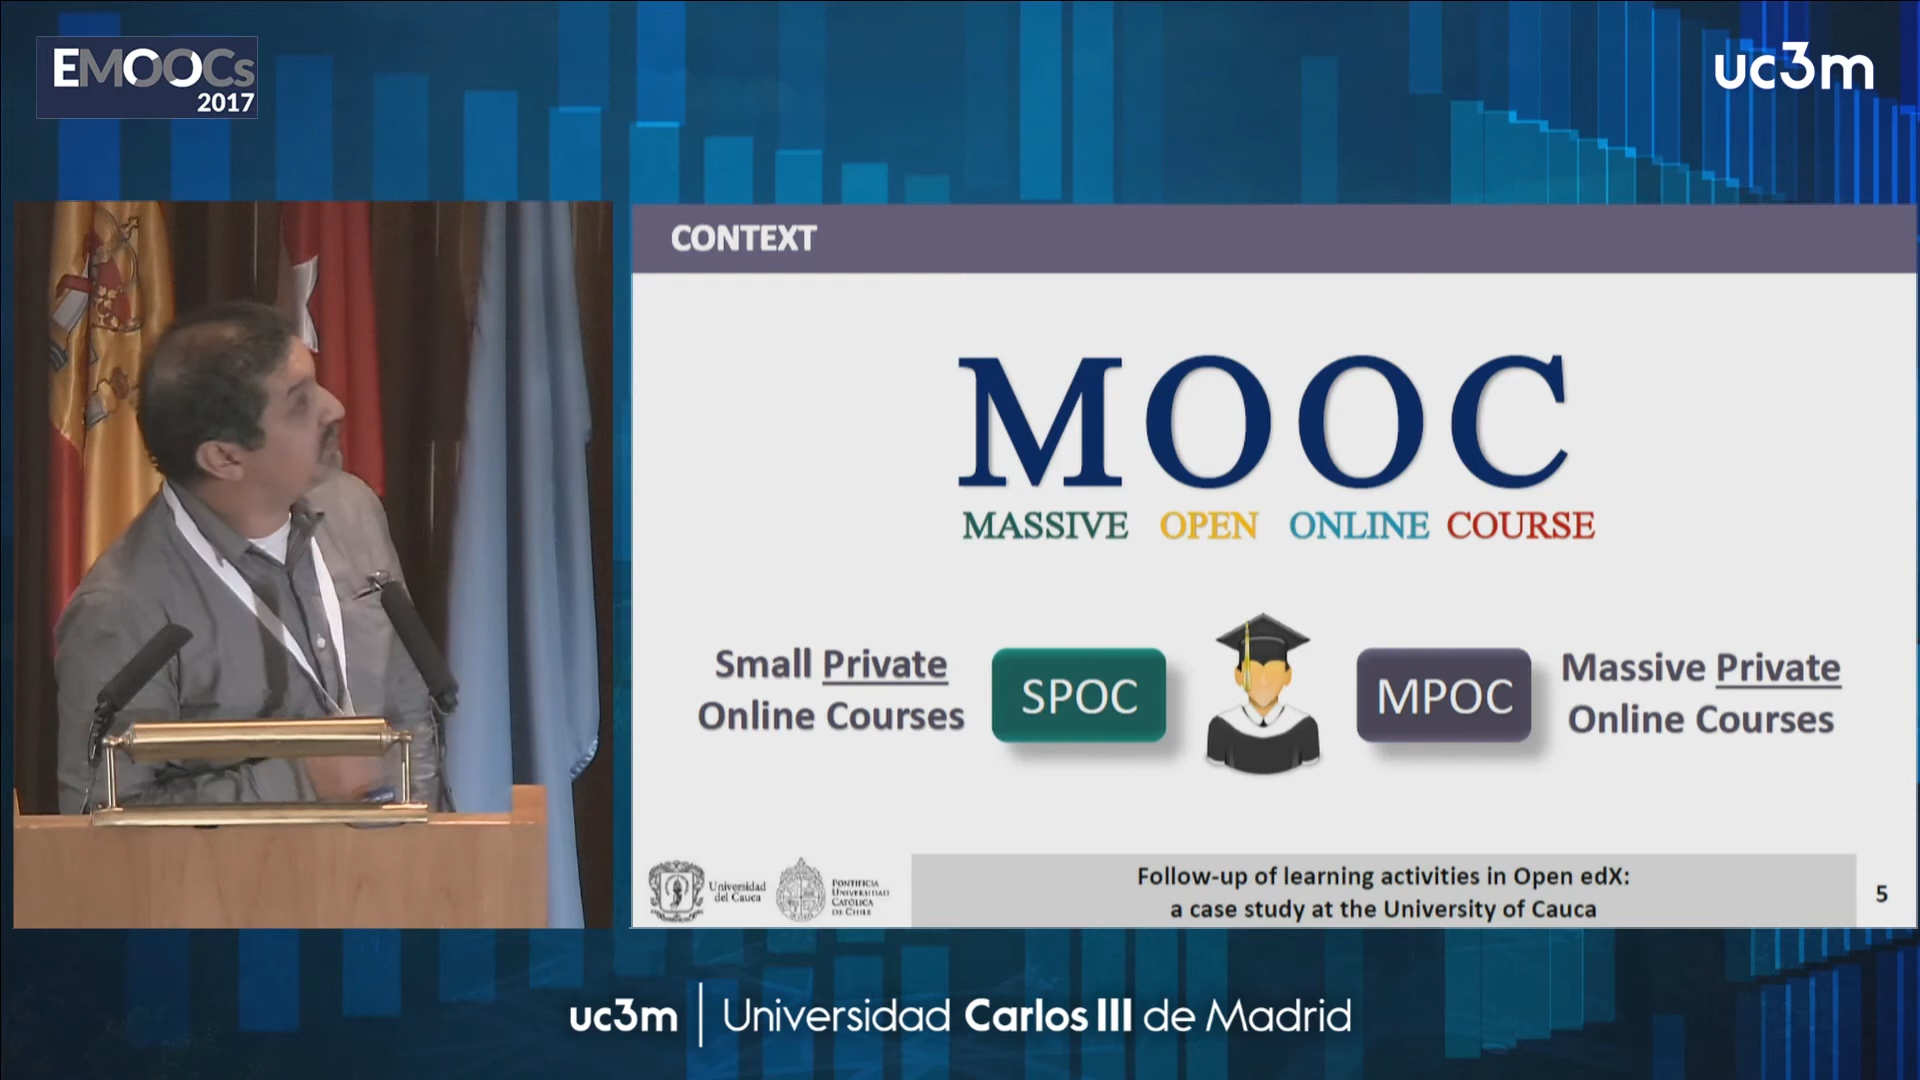 EMOOCs
2017
uc3m
CONTEXT
MOOC
MASSIVE OPEN ONLINE COURSE
Small Private
Online Courses
SPOC
MPOC
Massive Private
Online Courses
Universidad
del Cauca
PONTIFICIA
UNIVERSIDAD
CATÓLICA
DE CHILE
Follow-up of learning activities in Open edX:
a case study at the University of Cauca
5
uc3m | Universidad Carlos III de Madrid